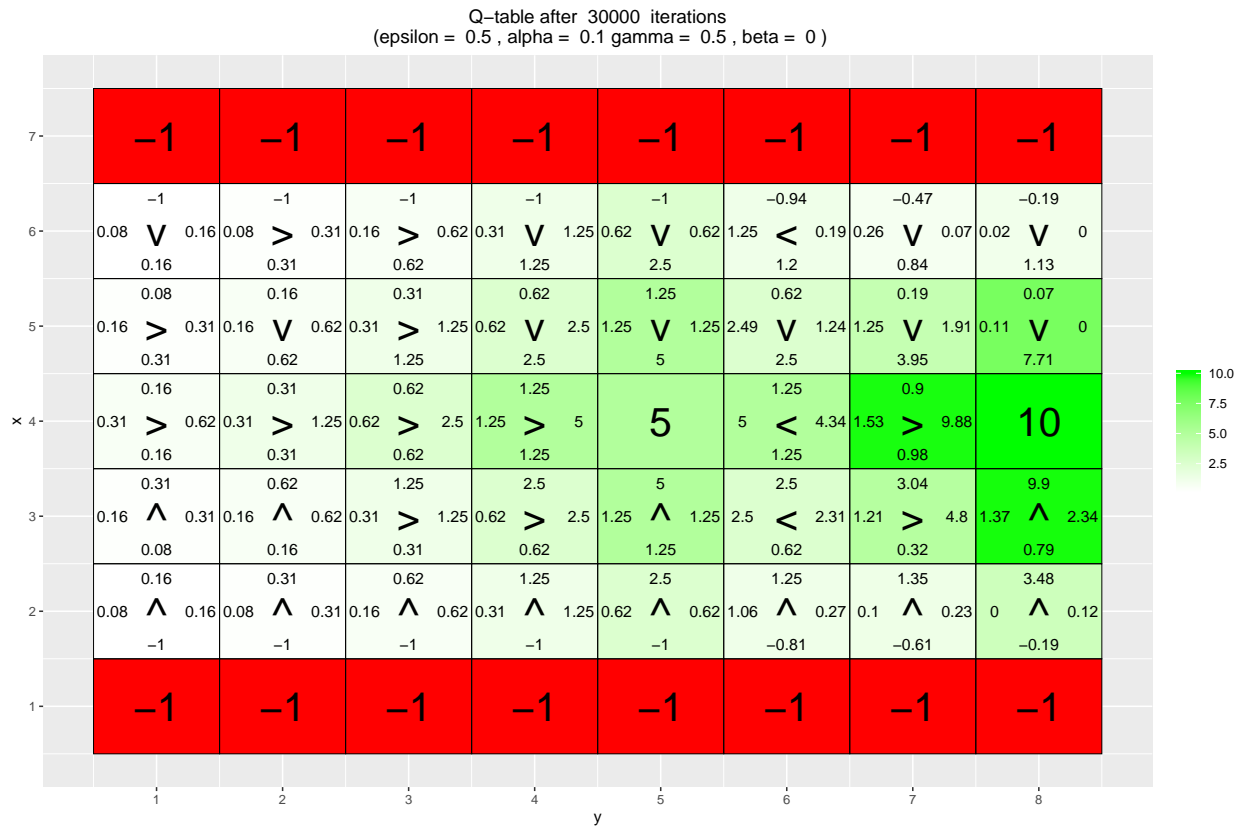 Q−table after 30000 iterations
(epsilon = 0.5 , alpha = 0.1 gamma = 0.5 , beta = 0 )
7 −1 −1 −1 −1 −1 −1 −1 −1
−1 −1 −1 −1 −1 −0.94 −0.47 −0.19
6 0.08 v 0.16 0.08 > 0.31 0.16 > 0.62 0.31 v 1.25 0.62 v 0.62 1.25 < 0.19 0.26 v 0.07 0.02 v 0
0.16 0.31 0.62 1.25 2.5 1.2 0.84 1.13
0.08 0.16 0.31 0.62 1.25 0.62 0.19 0.07
5 0.16 > 0.31 0.16 v 0.62 0.31 > 1.25 0.62 v 2.5 1.25 v 1.25 2.49 v 1.24 1.25 v 1.91 0.11 v 0
0.31 0.62 1.25 2.5 5 2.5 3.95 7.71
0.16 0.31 0.62 1.25 1.25 0.9
x 4 0.31 > 0.62 0.31 > 1.25 0.62 > 2.5 1.25 > 5 5 5 < 4.34 1.53 > 9.88 10
0.16 0.31 0.62 1.25 1.25 0.98
0.31 0.62 1.25 2.5 5 2.5 3.04 9.9
3 0.16 ^ 0.31 0.16 ^ 0.62 0.31 > 1.25 0.62 > 2.5 1.25 ^ 1.25 2.5 < 2.31 1.21 > 4.8 1.37 ^ 2.34
0.08 0.16 0.31 0.62 1.25 0.62 0.32 0.79
0.16 0.31 0.62 1.25 2.5 1.25 1.35 3.48
2 0.08 ^ 0.16 0.08 ^ 0.31 0.16 ^ 0.62 0.31 ^ 1.25 0.62 ^ 0.62 1.06 ^ 0.27 0.1 ^ 0.23 0 ^ 0.12
−1 −1 −1 −1 −1 −0.81 −0.61 −0.19
1 −1 −1 −1 −1 −1 −1 −1 −1
1 2 3 4 5 6 7 8
y
10.0
7.5
5.0
2.5